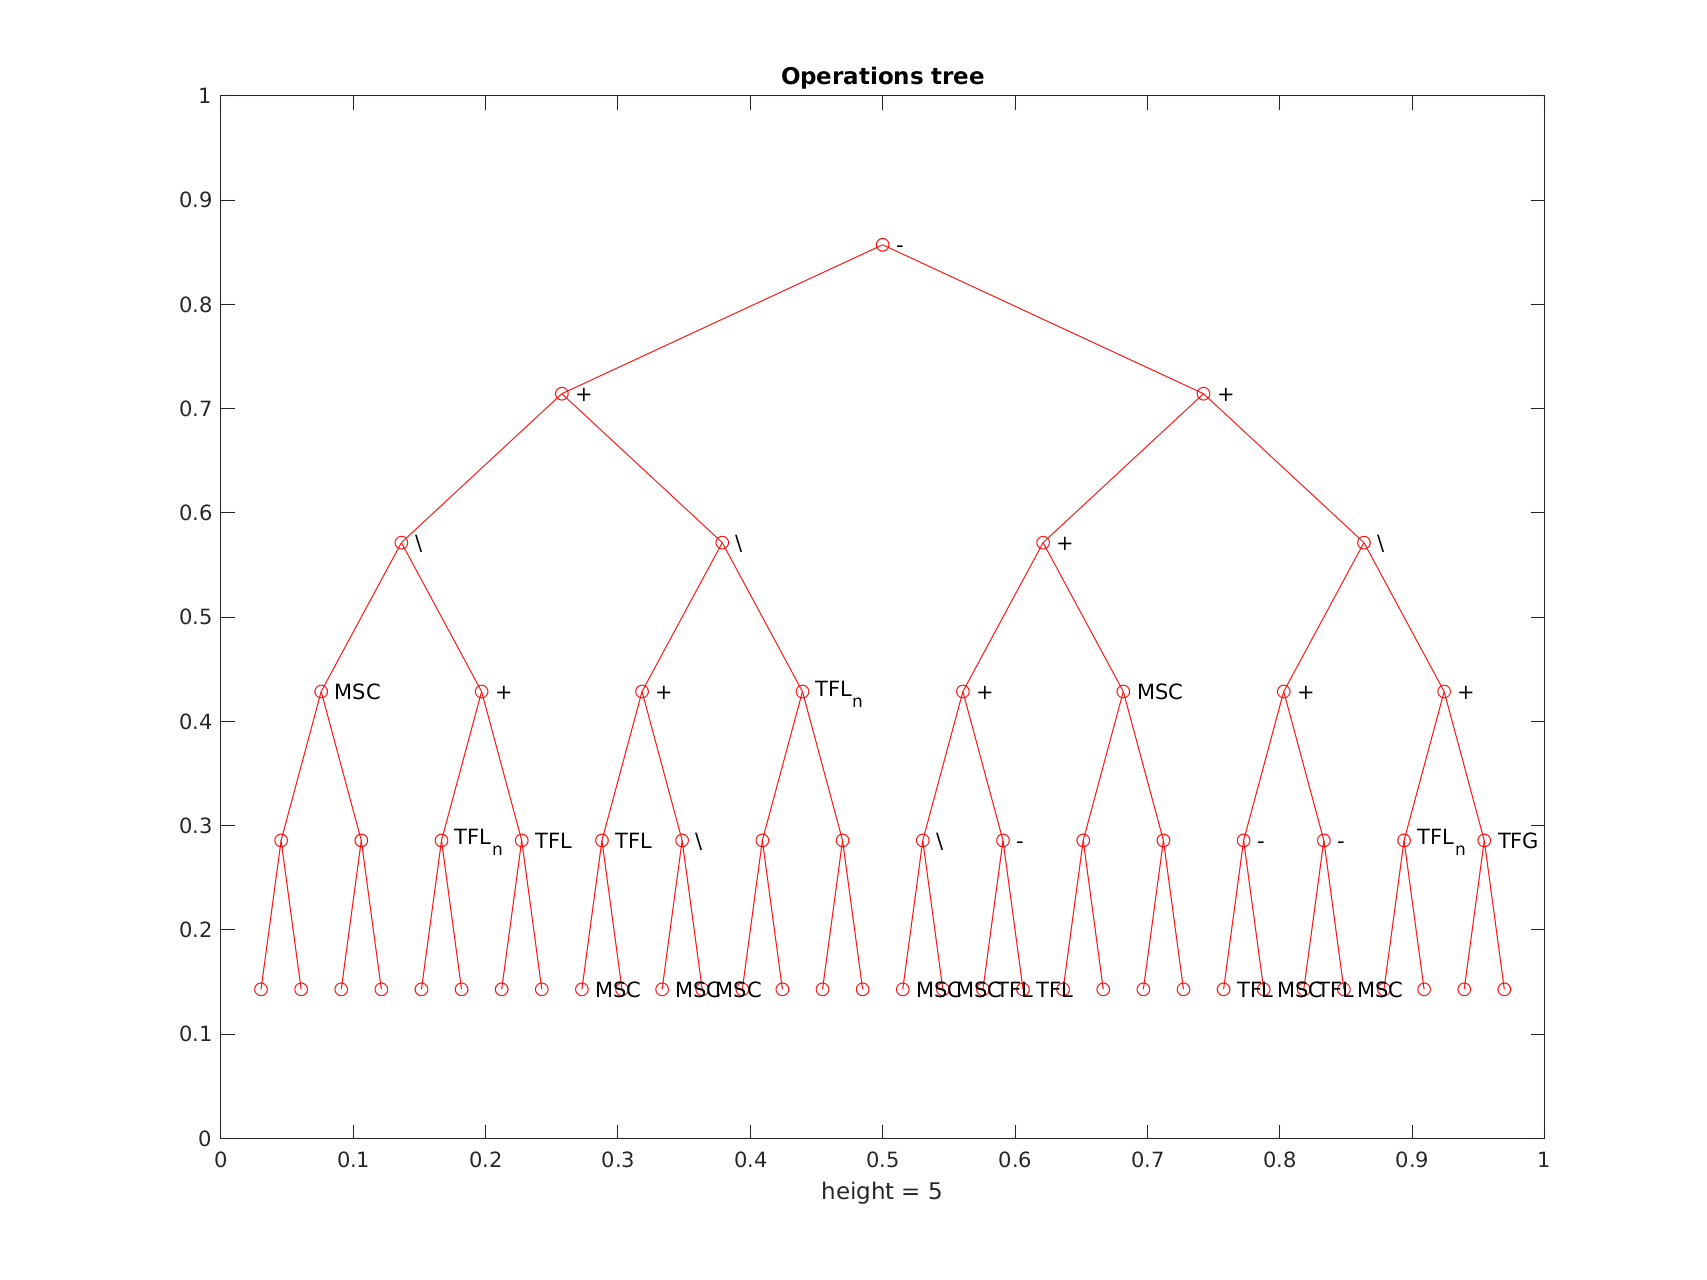 Operations tree
1
-
0.9
0.8
+ +
0.7
\ \ + \
0.6
0.5
MSC + + TFLn + MSC + +
0.4
0.3
TFLn TFL TFL \ \ - - - TFLn TFG
0.2
MSC MSC MSC MSC MSC TFL TFL TFL MSC TFL MSC
0.1
0
0 0.1 0.2 0.3 0.4 0.5 0.6 0.7 0.8 0.9 1
height = 5